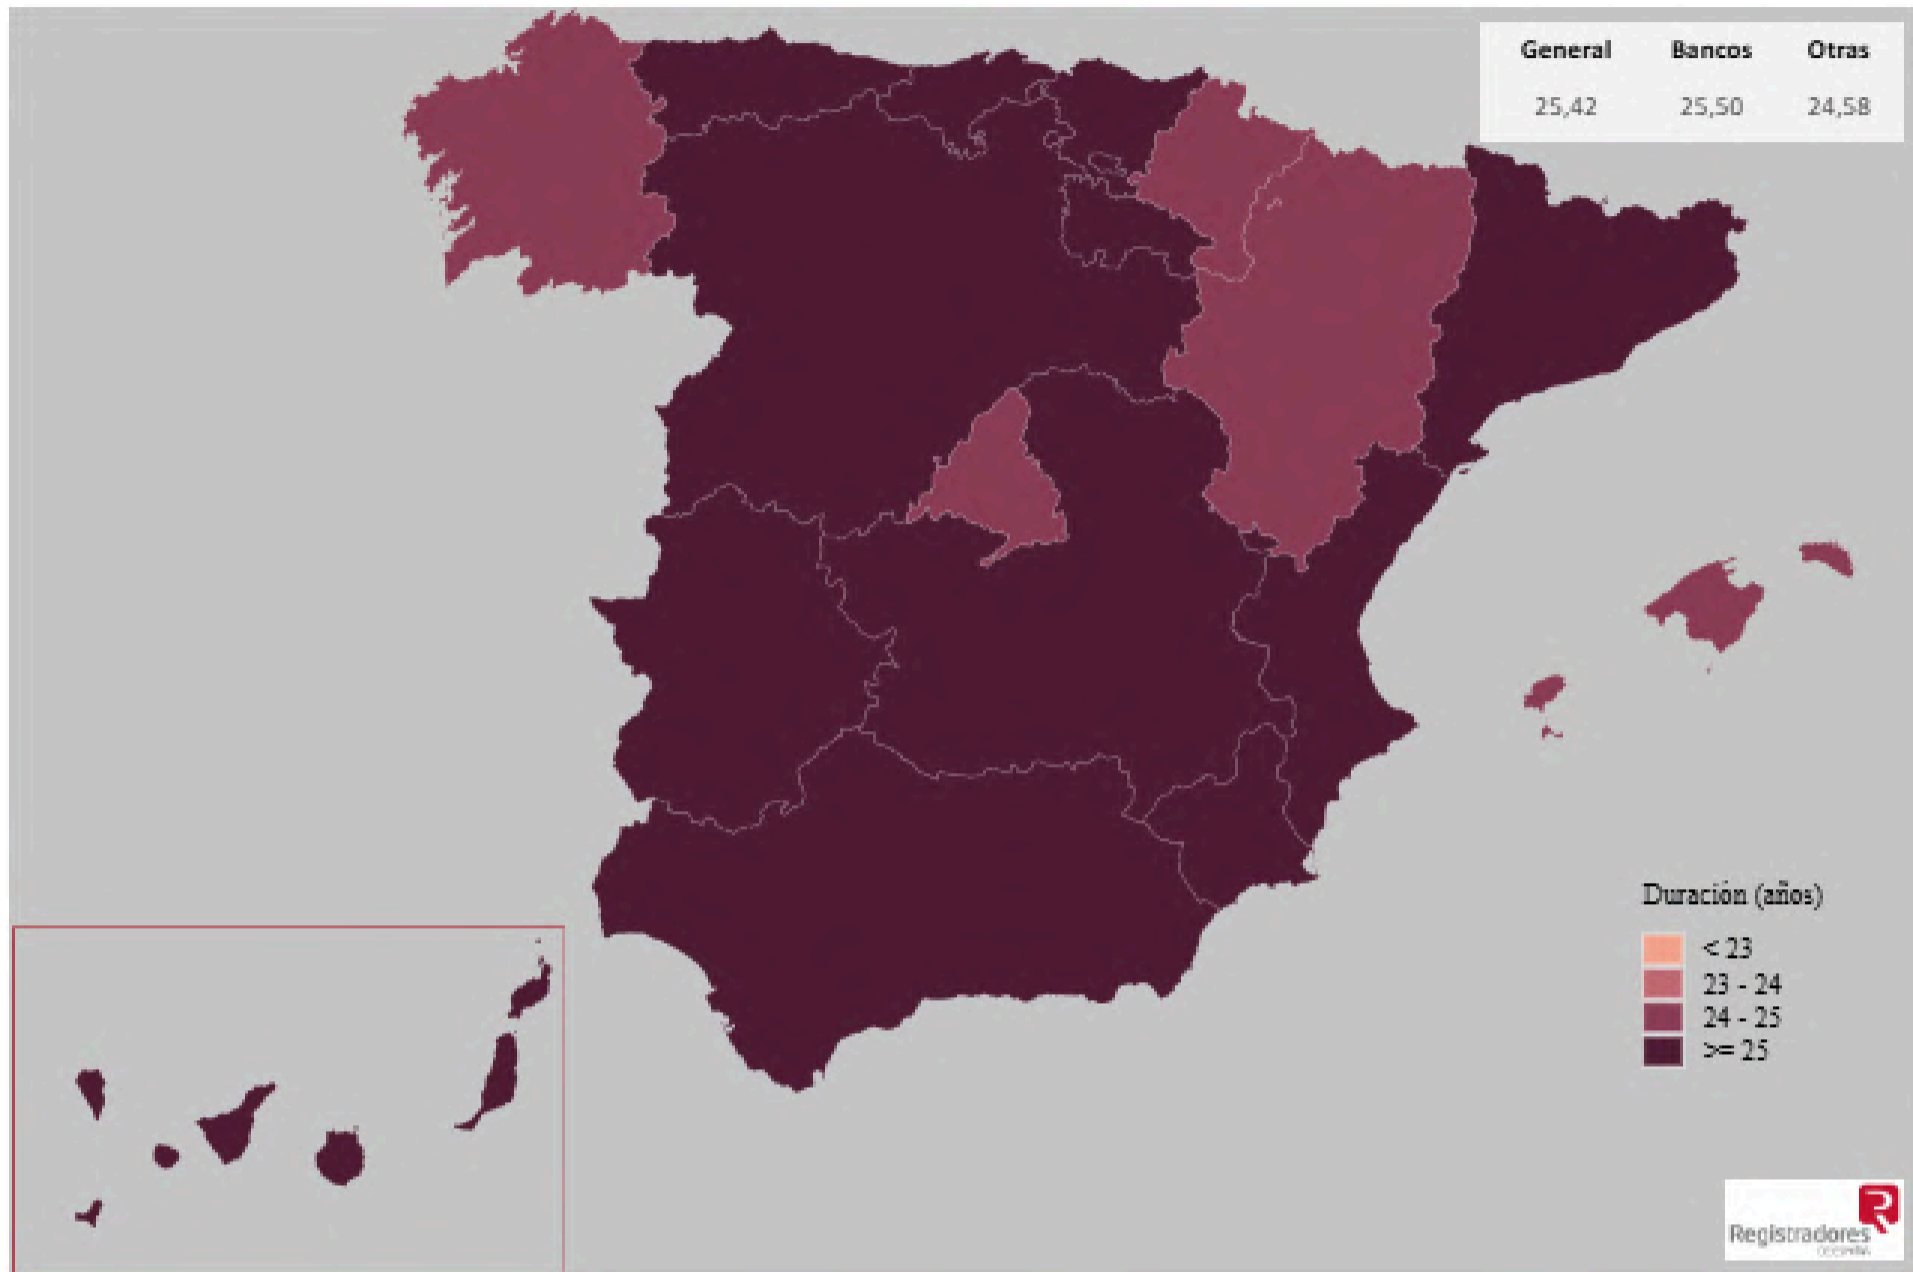 General Bancos Otras
25,42 25,50 24,58
Duración (años)
< 23
23 - 24
24 - 25
>= 25
Registradores